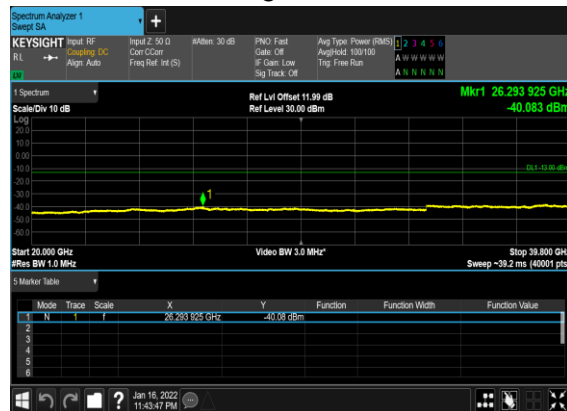 Spectrum Analyzer 1
Swept SA
+
KEYSIGHT Input: RF Input Z: 50 Ω #Atten: 30 dB PNO: Fast Avg Type: Power (RMS) 1 2 3 4 5 6
RL Coupling: DC Corr CCorr Gate: Off Avg|Hold: 100/100 A W W W W W
Align: Auto Freq Ref: Int (S) IF Gain: Low Trig: Free Run
Sig Track: Off A N N N N N
1 Spectrum Ref Lvl Offset 11.99 dB Mkr1 26.293 925 GHz
Scale/Div 10 dB Ref Level 30.00 dBm -40.083 dBm
Log
20.0
10.0
0.00
-10.0
DL1 -13.00 dBm
-20.0
-30.0
1
-40.0
-50.0
-60.0
Start 20.000 GHz Video BW 3.0 MHz* Stop 39.800 GHz
#Res BW 1.0 MHz Sweep ~39.2 ms (40001 pts)
5 Marker Table
Mode Trace Scale X Y Function Function Width Function Value
1 N 1 f 26.293 925 GHz -40.08 dBm
2
3
4
5
6
? Jan 16, 2022
11:43:47 PM